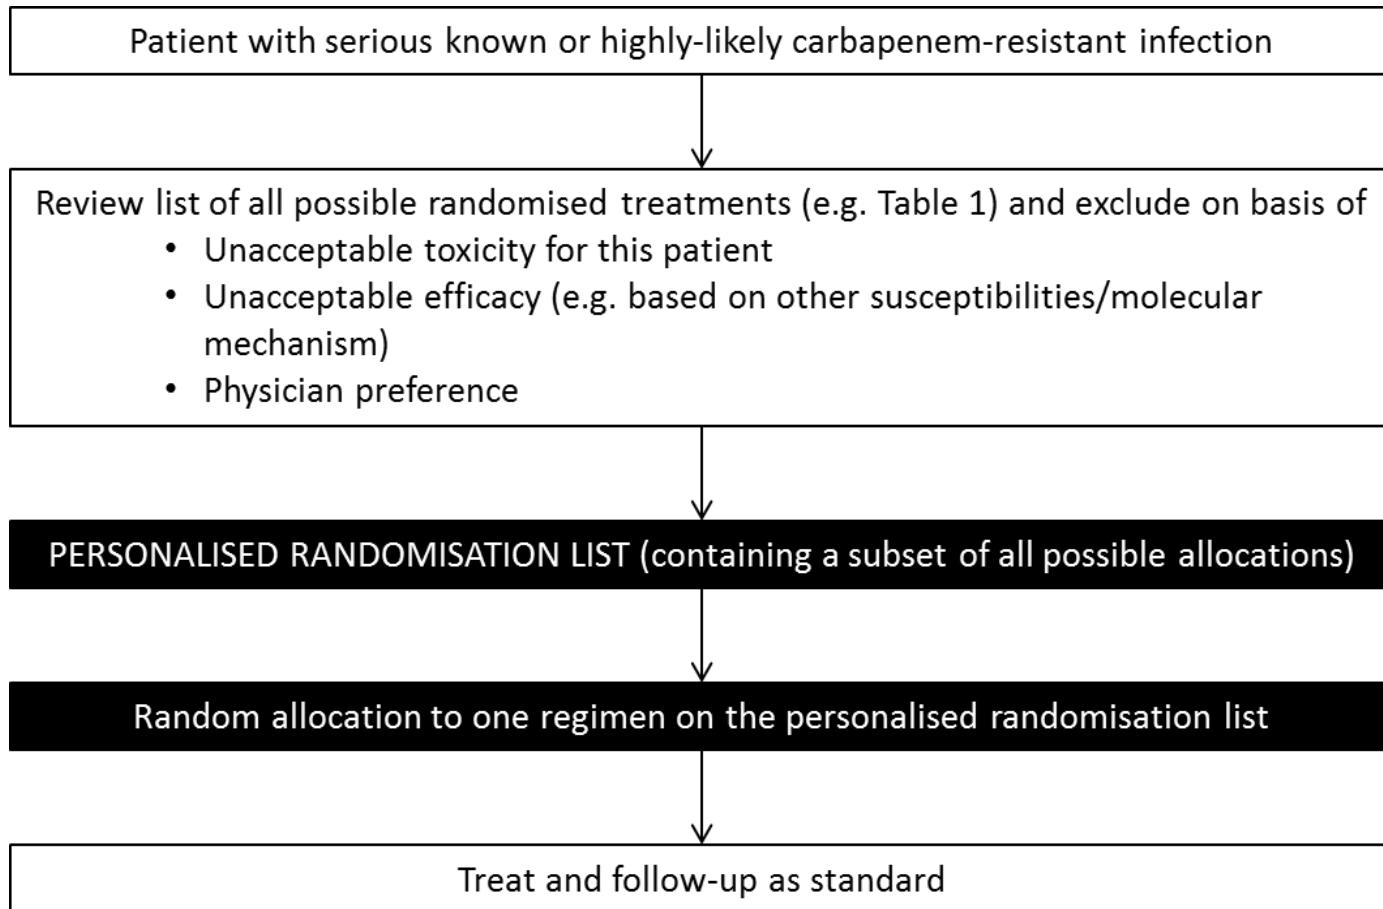 Patient with serious known or highly-likely carbapenem-resistant infection
Review list of all possible randomised treatments (e.g. Table 1) and exclude on basis of
• Unacceptable toxicity for this patient
• Unacceptable efficacy (e.g. based on other susceptibilities/molecular
mechanism)
• Physician preference
PERSONALISED RANDOMISATION LIST (containing a subset of all possible allocations)
Random allocation to one regimen on the personalised randomisation list
Treat and follow-up as standard